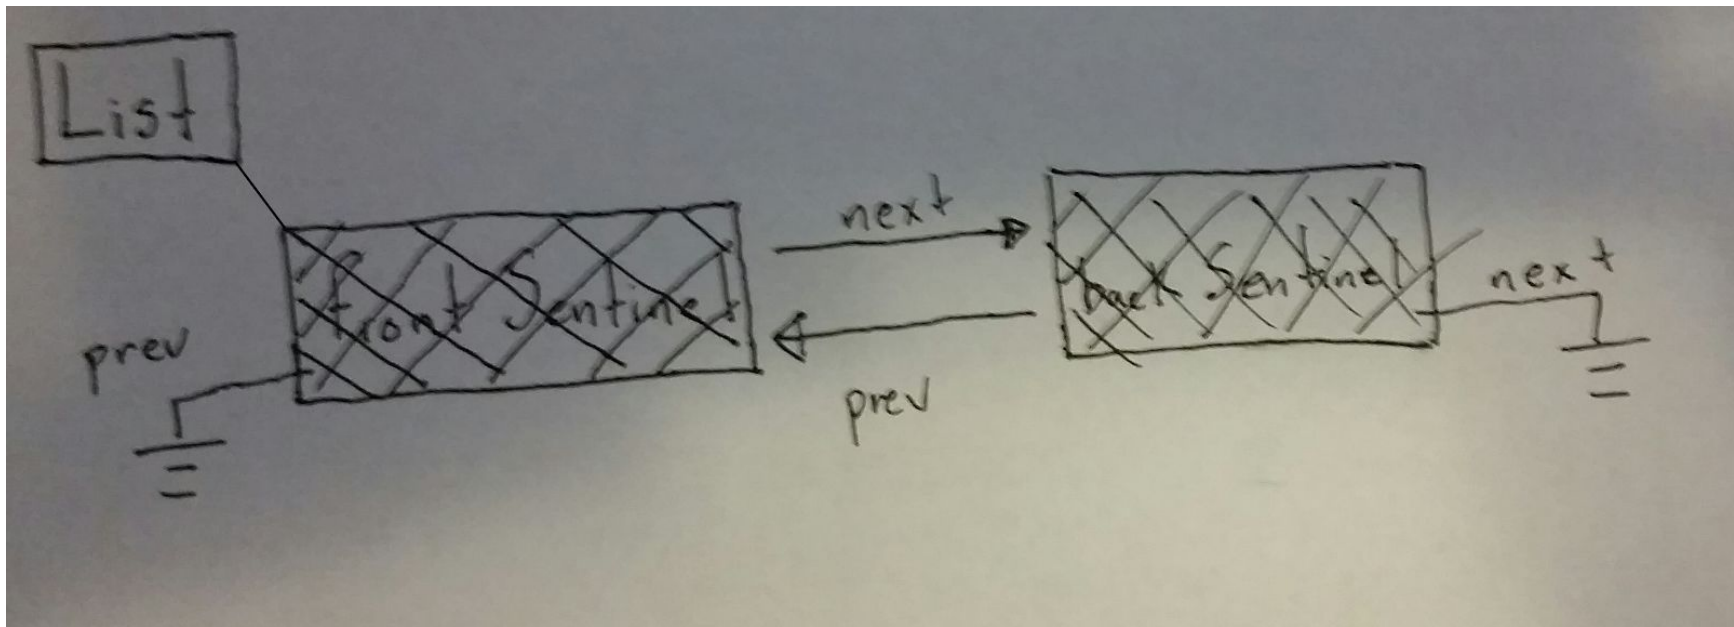 List
next
front Sentinel
back Sentinel
next
prev
prev